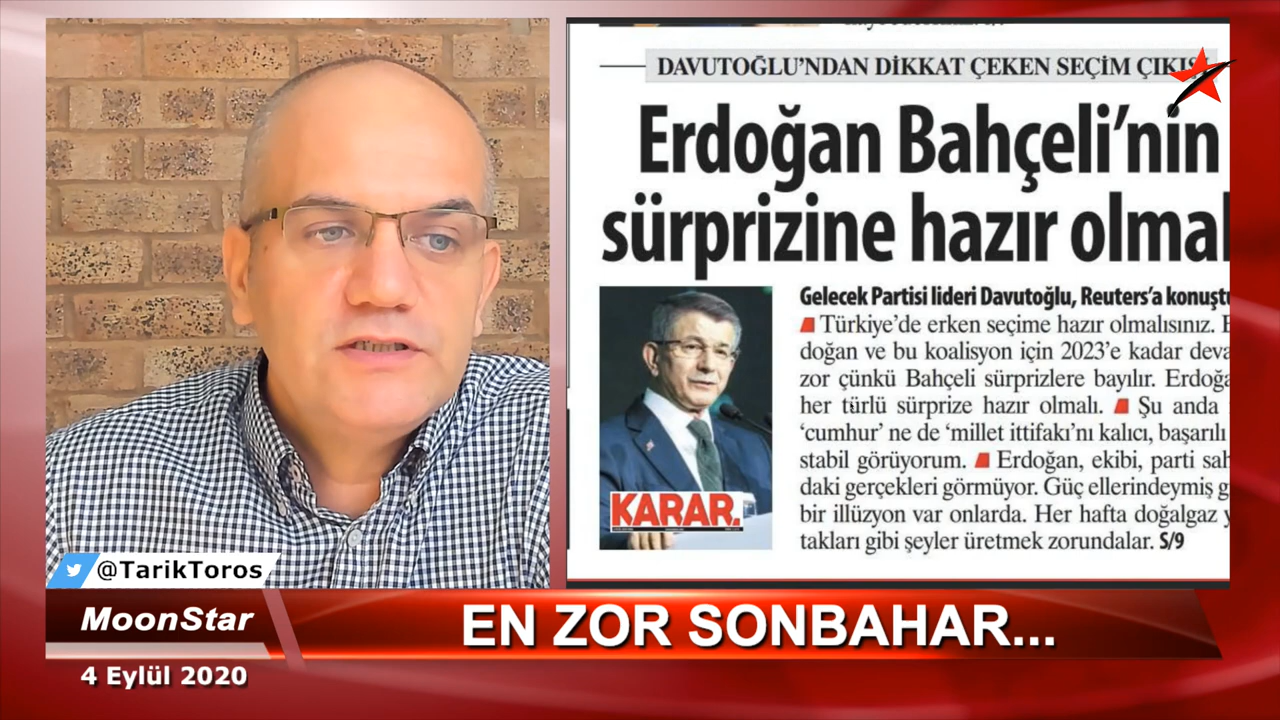 DAVUTOĞLU'NDAN DİKKAT ÇEKEN SEÇİM
Erdoğan Bahçeli'nin
sürprizine hazır
Gelecek Partisi lideri Davutoğlu, Reuters'a
Türkiye'de erken seçime hazır olmalısınız.
doğan ve bu koalisyon için 2023'e kadar
zor çünkü Bahçeli sürprizlere bayılır.
her türlü sürprize hazır olmalı. Şu anda
'cumhur' ne de 'millet ittifakı'nı kalıcı, başarılı
stabil görüyorum. Erdoğan, ekibi, parti
daki gerçekleri görmüyor. Güç ellerindeymiş
bir illüzyon var onlarda. Her hafta doğalgaz
takları gibi şeyler üretmek zorundalar. S/9
KARAR.
@TarikToros
MoonStar
EN ZOR SONBAHAR...
4 Eylül 2020